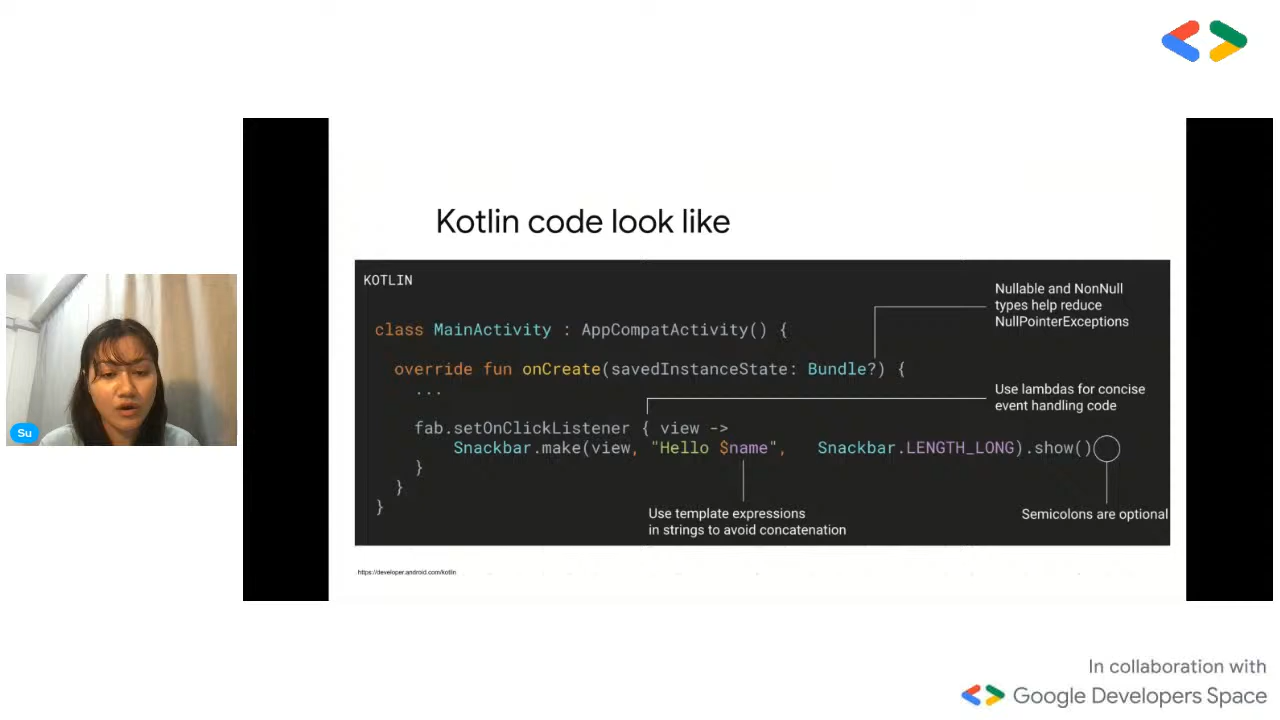 Kotlin code look like
KOTLIN
class MainActivity : AppCompatActivity() {
override fun onCreate(savedInstanceState: Bundle?) {
...
fab.setOnClickListener { view ->
Snackbar.make(view, "Hello $name", Snackbar.LENGTH_LONG).show()
}
}
}
Nullable and NonNull
types help reduce
NullPointerExceptions
Use lambdas for concise
event handling code
Use template expressions
in strings to avoid concatenation
Semicolons are optional
https://developer.android.com/kotlin
Su
In collaboration with
Google Developers Space